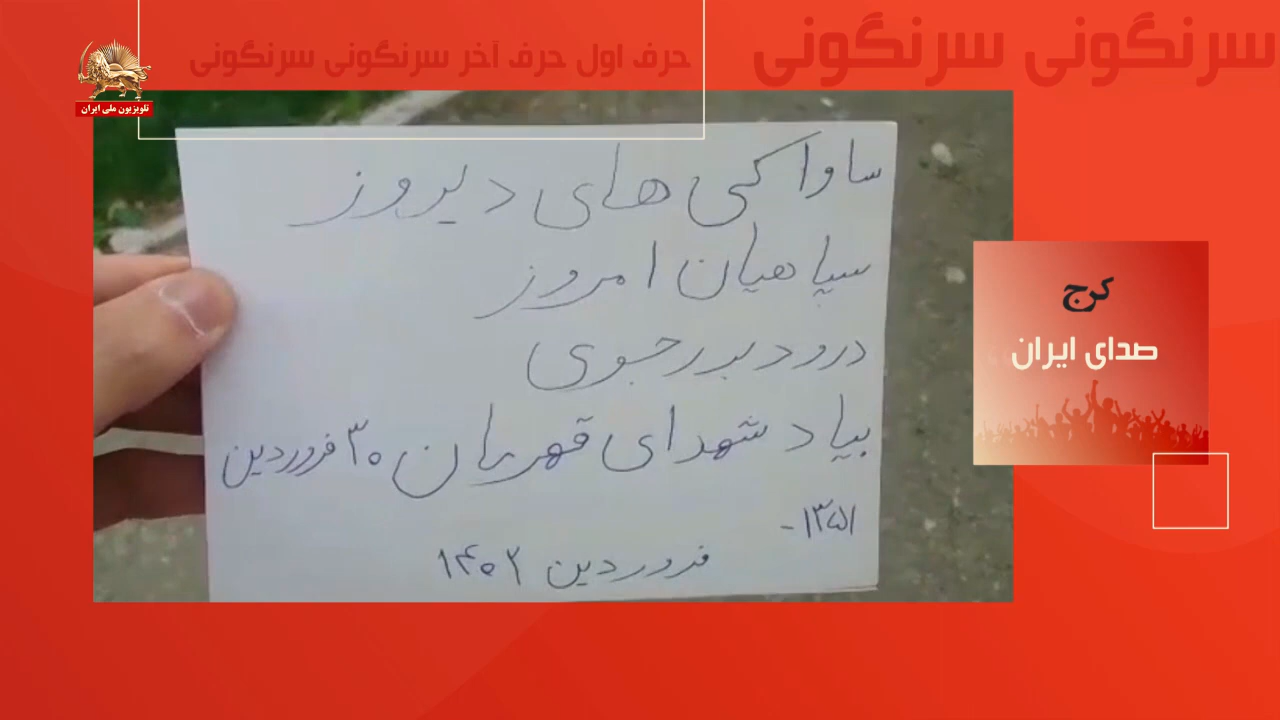 سرنگونی سرنگونی
حرف اول حرف آخر سرنگونی سرنگونی
تلویزیون ملی ایران
ساواکی های دیروز
سپاهیان امروز
درود بر رجوی
بیاد شهدای قهرمان ۳۰ فروردین
۱۳۵۱-
فروردین ۱۴۰۲
کرج
صدای ایران